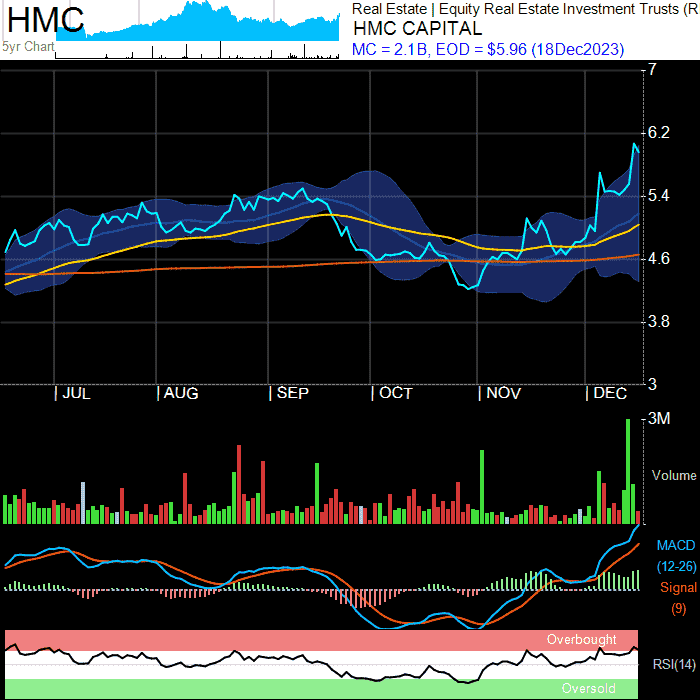 HMC
5yr Chart
Real Estate | Equity Real Estate Investment Trusts (R
HMC CAPITAL
MC = 2.1B, EOD = $5.96 (18Dec2023)
7
6.2
5.4
4.6
3.8
3
JUL
AUG
SEP
OCT
NOV
DEC
3M
Volume
MACD
(12-26)
Signal
(9)
Overbought
RSI(14)
Oversold